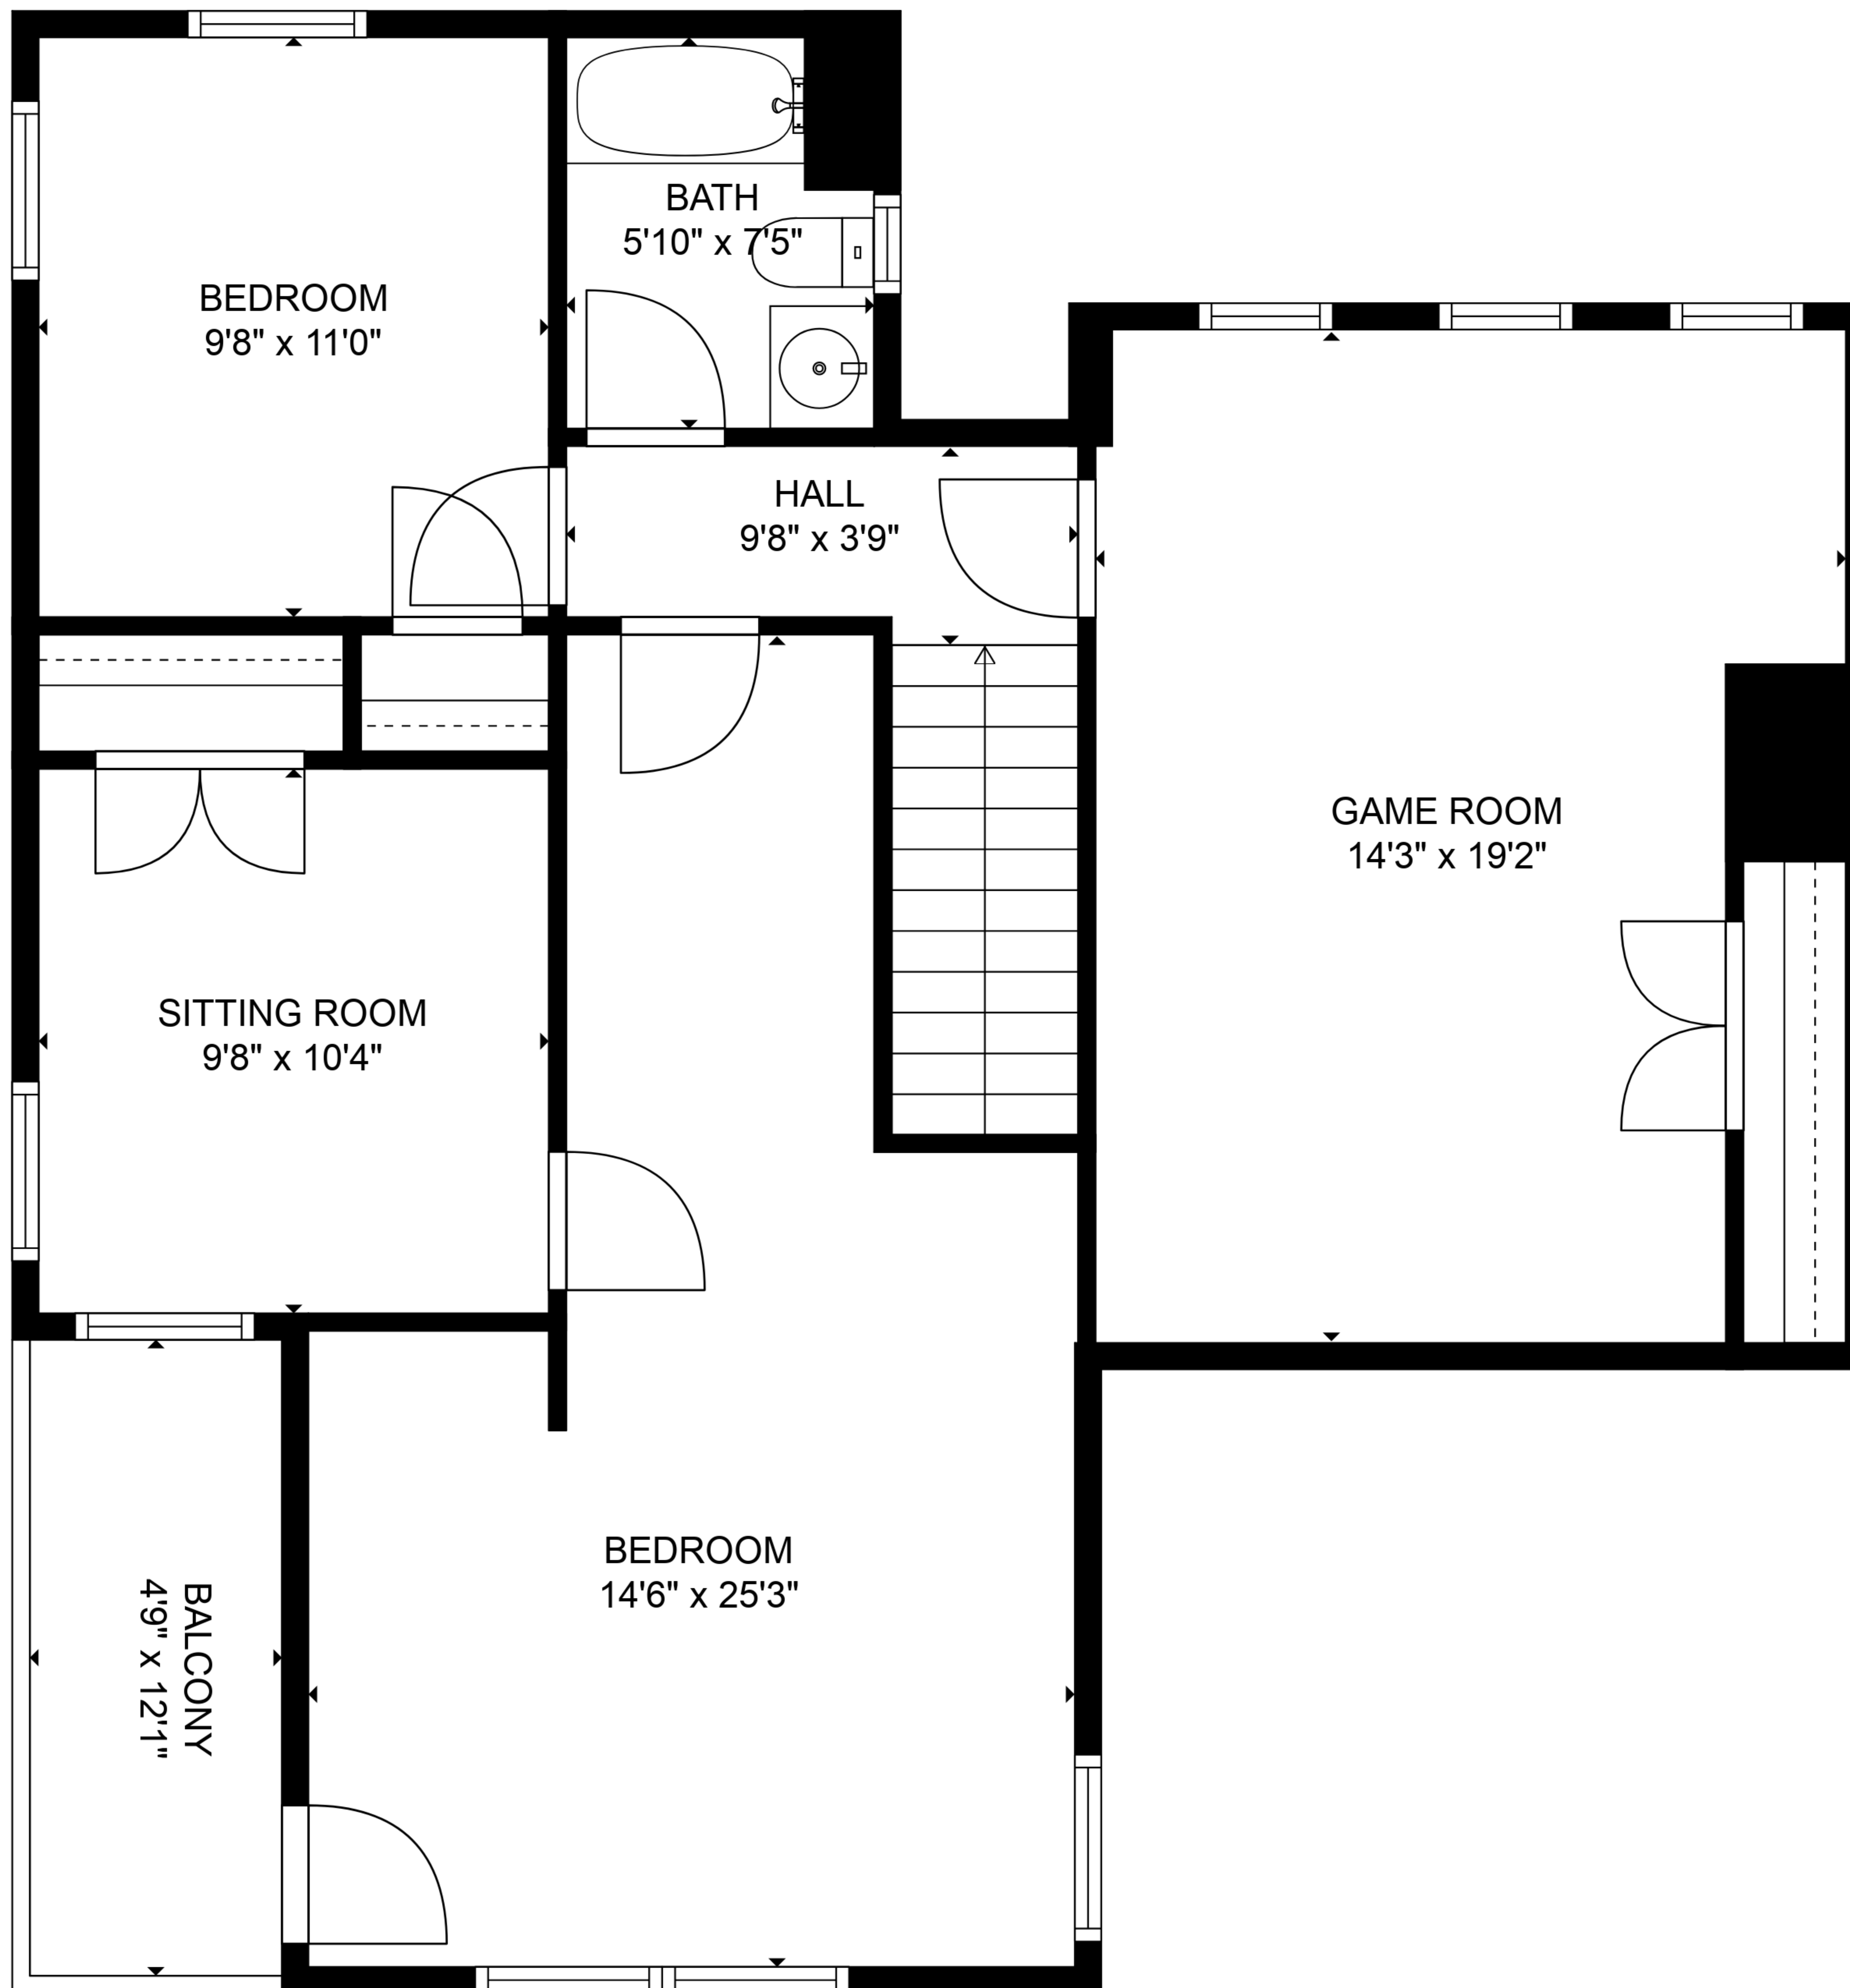 BATH
5'10" x 7'5"
BEDROOM
9'8" x 11'0"
HALL
9'8" x 3'9"
GAME ROOM
14'3" x 19'2"
SITTING ROOM
9'8" x 10'4"
BEDROOM
14'6" x 25'3"
BALCONY
4'9" x 12'1"